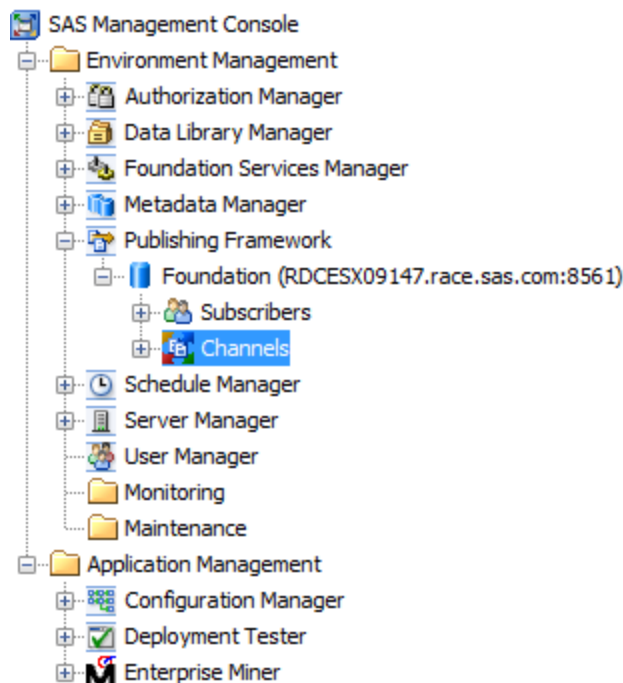 SAS Management Console
Environment Management
Authorization Manager
Data Library Manager
Foundation Services Manager
Metadata Manager
Publishing Framework
Foundation (RDCESX09147.race.sas.com:8561)
Subscribers
Channels
Schedule Manager
Server Manager
User Manager
Monitoring
Maintenance
Application Management
Configuration Manager
Deployment Tester
Enterprise Miner